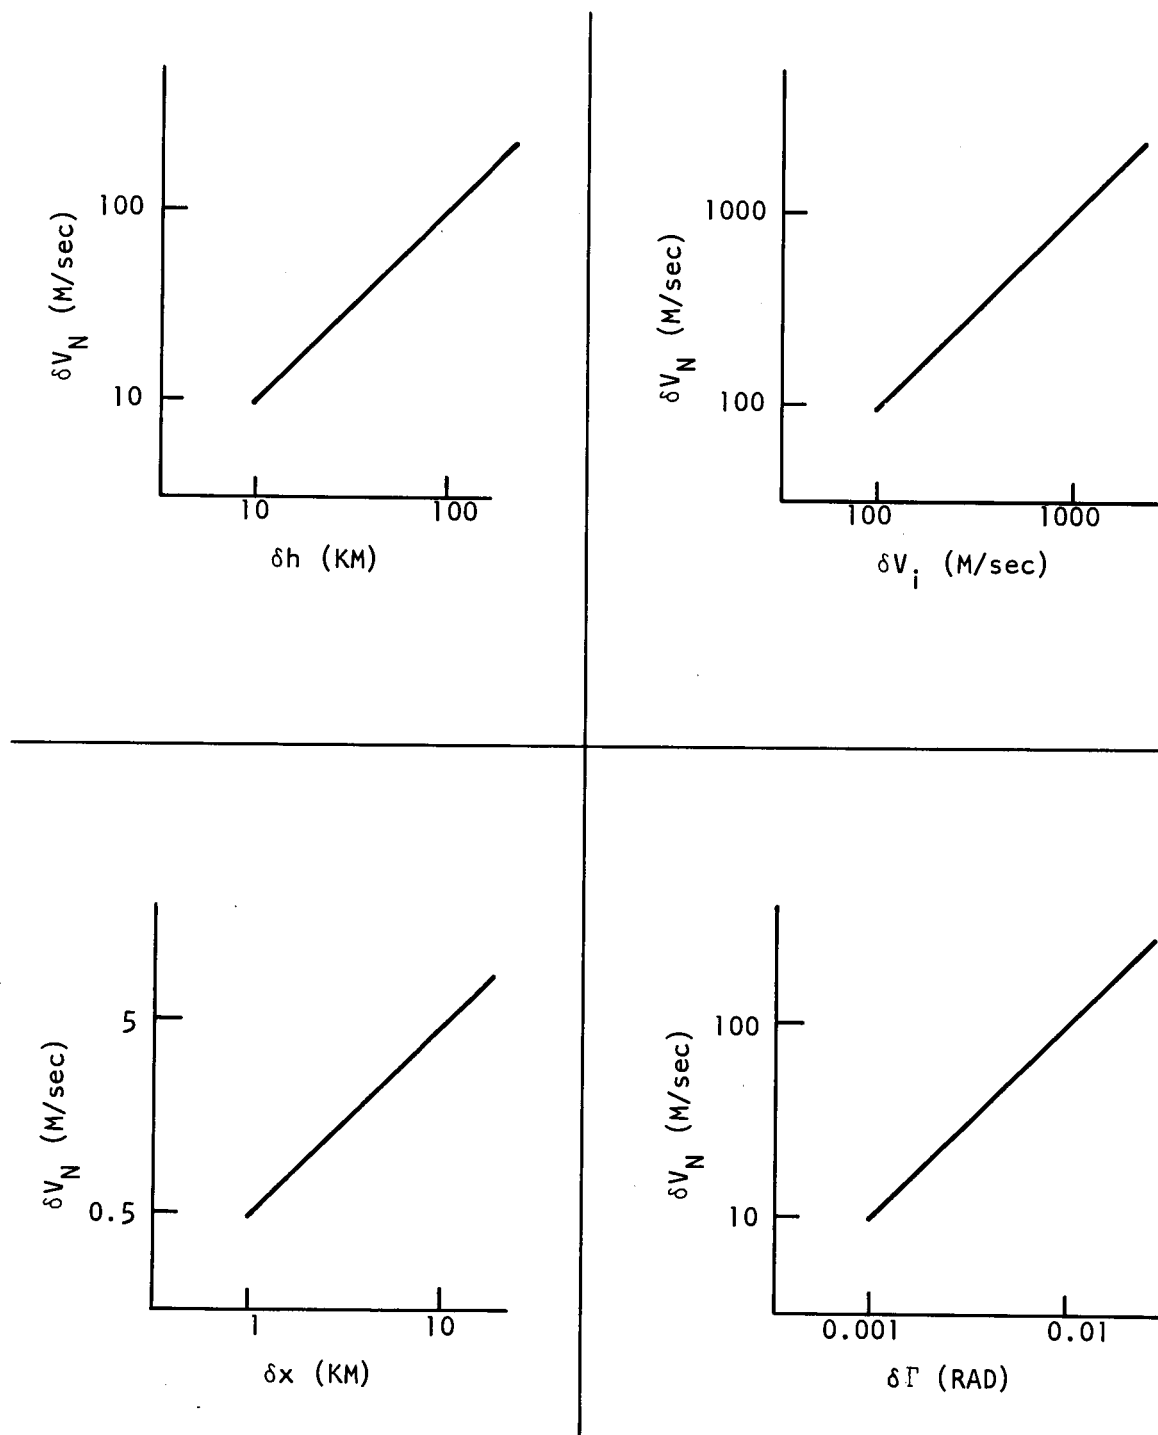 100
10
δV_N (M/sec)
10 100
δh (KM)
1000
100
δV_N (M/sec)
100 1000
δV_i (M/sec)
5
0.5
δV_N (M/sec)
1 10
δx (KM)
100
10
δV_N (M/sec)
0.001 0.01
δΓ (RAD)